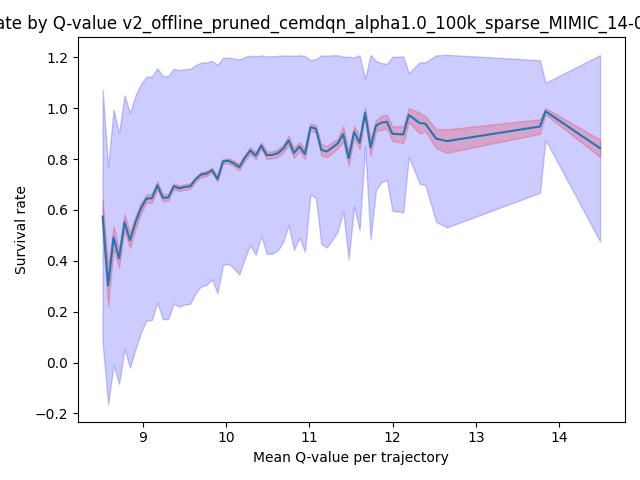 ate by Q-value v2_offline_pruned_cemdqn_alpha1.0_100k_sparse_MIMIC_14-0
1.2
1.0
0.8
0.6
0.4
0.2
0.0
−0.2
Survival rate
9 10 11 12 13 14
Mean Q-value per trajectory